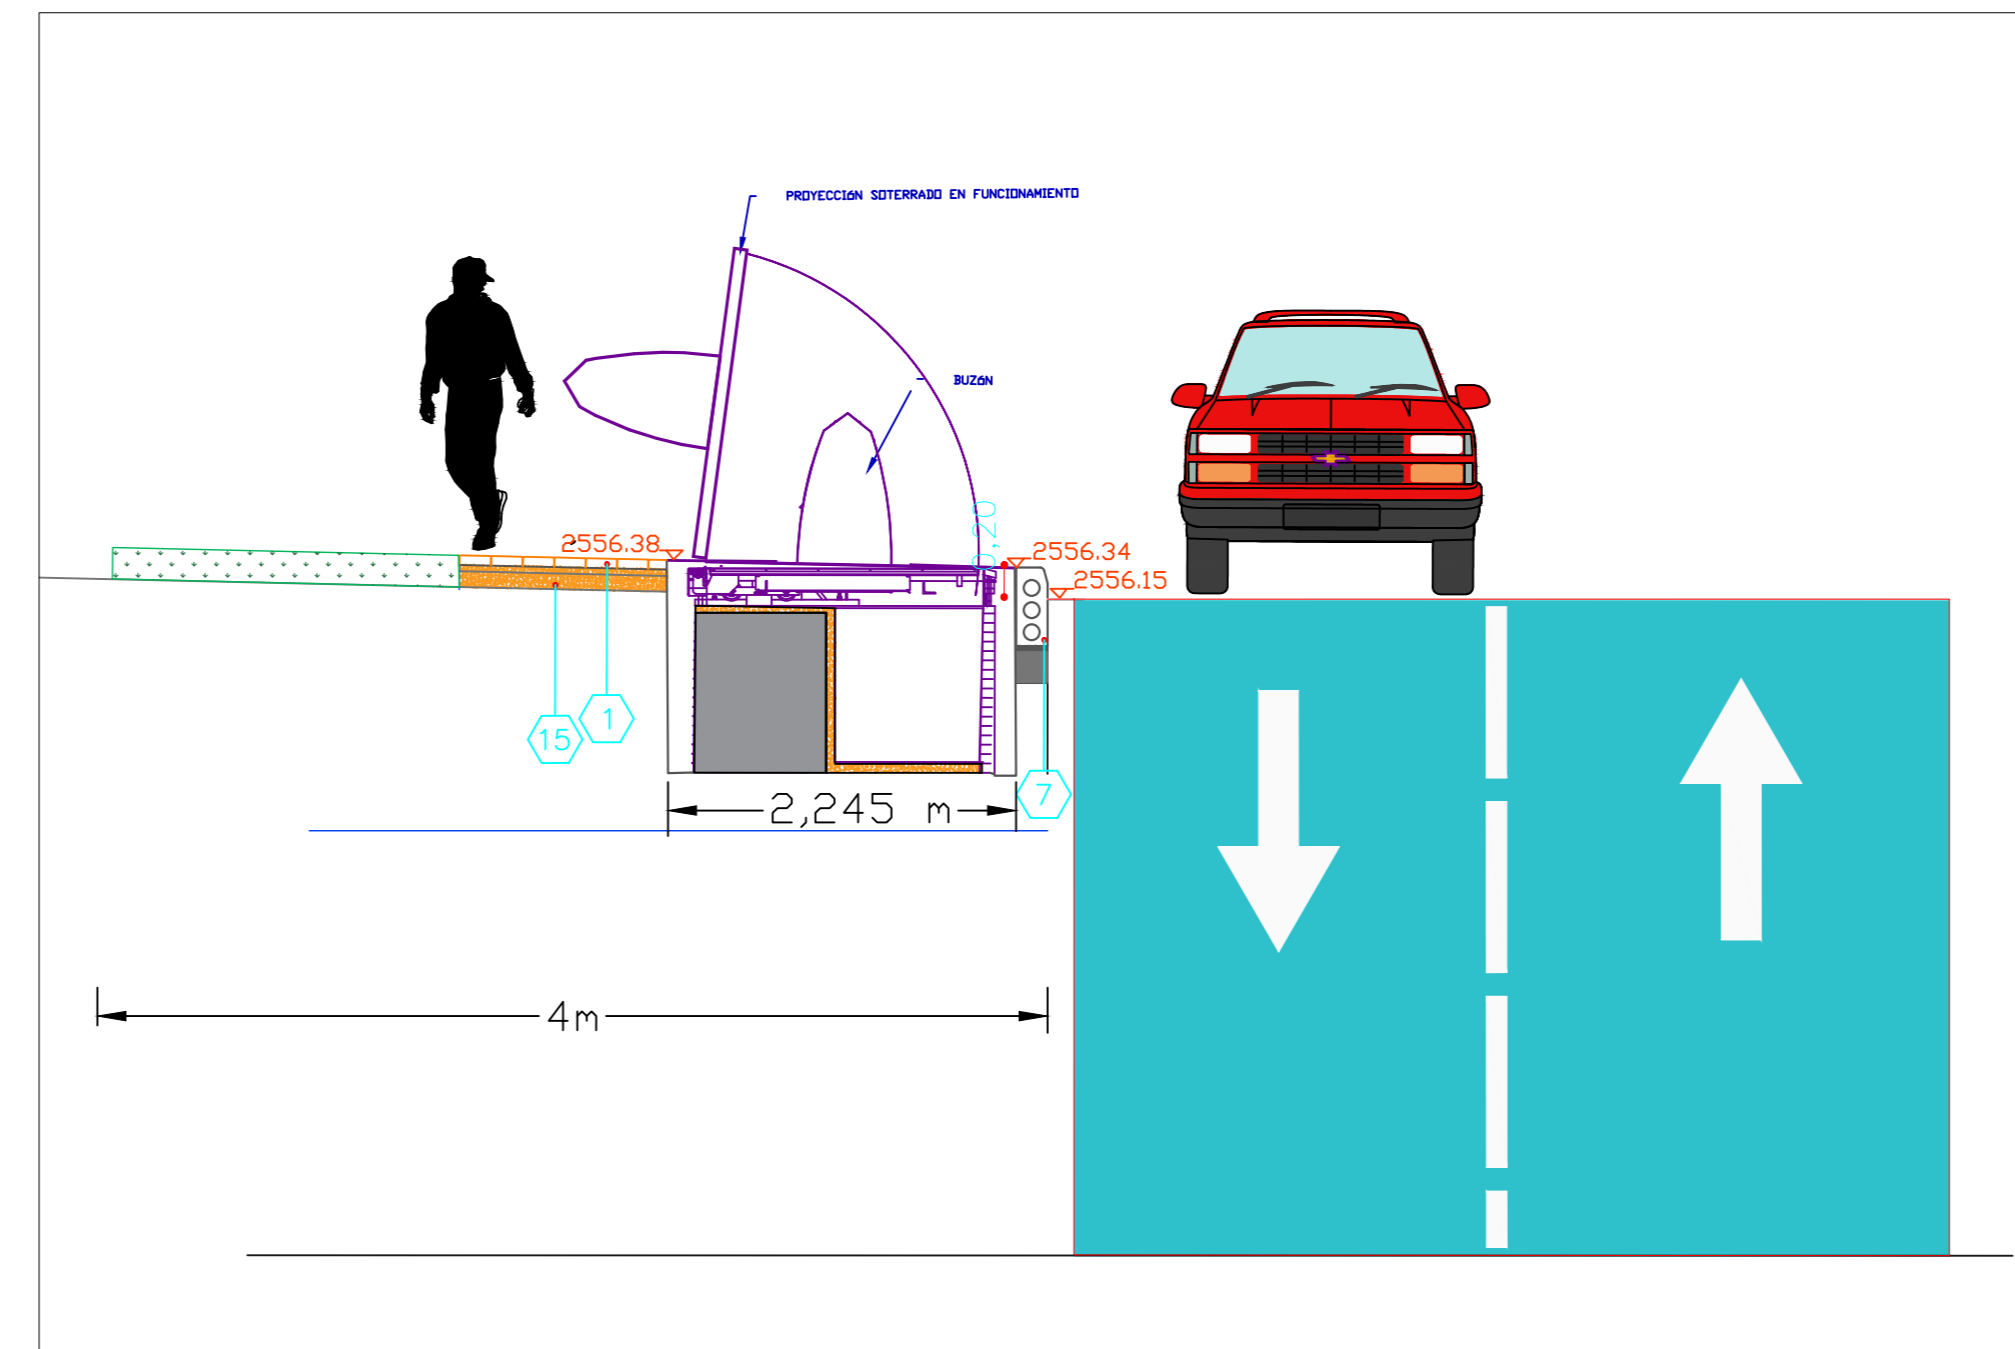 PROYECCIóN SOTERRADO EN FUNCIONAMIENTO
BUZóN
0,20
2556.38
2556.34
2556.15
1
15
7
2,245 m
4m